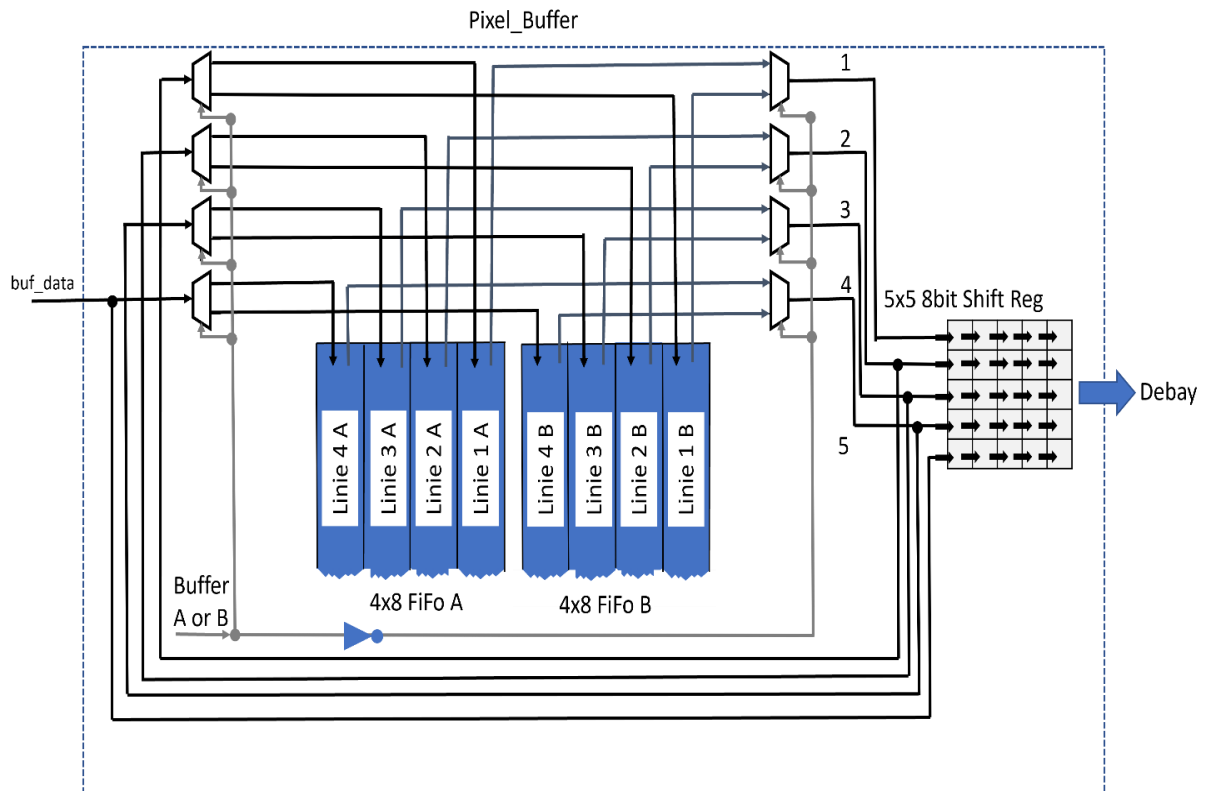 Pixel_Buffer
1
2
3
4
buf_data
5x5 8bit Shift Reg
Debay
5
Linie 4 A
Linie 3 A
Linie 2 A
Linie 1 A
Linie 4 B
Linie 3 B
Linie 2 B
Linie 1 B
Buffer
A or B
4x8 FiFo A
4x8 FiFo B